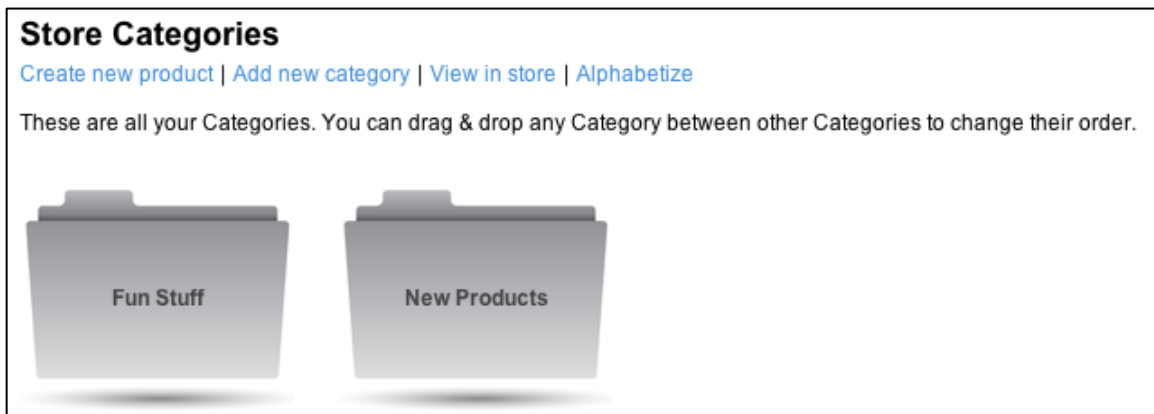 Store Categories
Create new product | Add new category | View in store | Alphabetize
These are all your Categories. You can drag & drop any Category between other Categories to change their order.
Fun Stuff
New Products